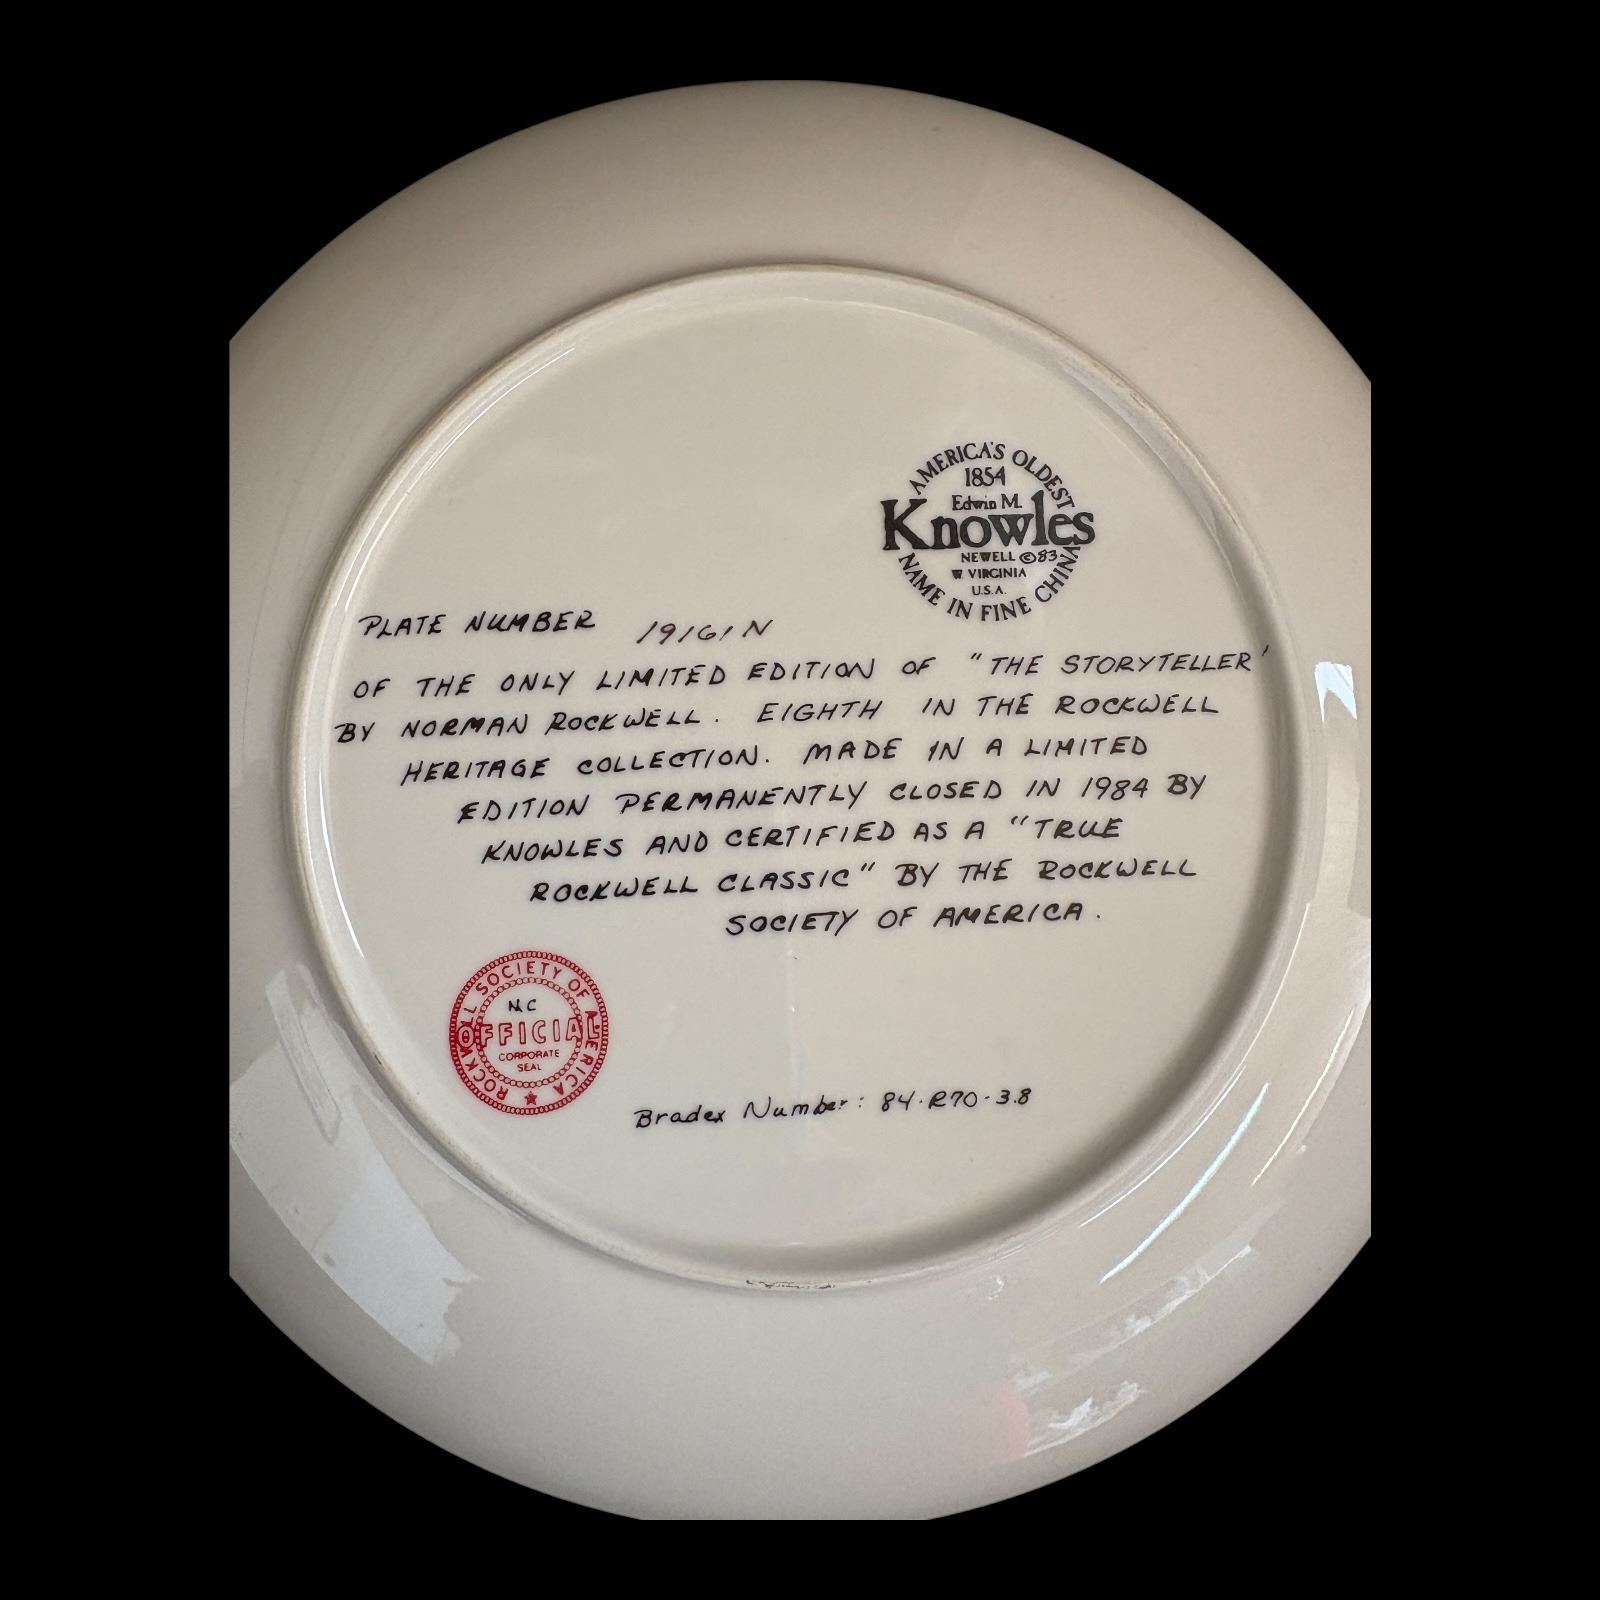 AMERICA'S OLDEST
1854
Edwin M.
Knowles
NEWELL ©83
W. VIRGINIA
U.S.A.
NAME IN FINE CHINA
PLATE NUMBER 19161N
OF THE ONLY LIMITED EDITION OF "THE STORYTELLER'
BY NORMAN ROCKWELL. EIGHTH IN THE ROCKWELL
HERITAGE COLLECTION. MADE IN A LIMITED
EDITION PERMANENTLY CLOSED IN 1984 BY
KNOWLES AND CERTIFIED AS A "TRUE
ROCKWELL CLASSIC" BY THE ROCKWELL
SOCIETY OF AMERICA.
ROCKWELL SOCIETY OF AMERICA
N.C
OFFICIAL
CORPORATE
SEAL
Bradex Number: 84-R70-3.8